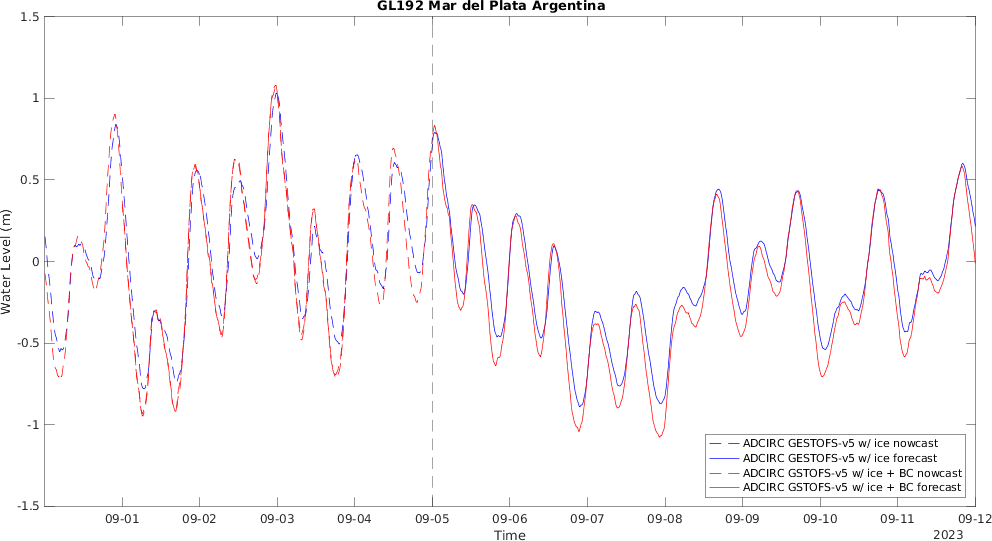 GL192 Mar del Plata Argentina
1.5
1
0.5
0
-0.5
-1
-1.5
Water Level (m)
ADCIRC GESTOFS-v5 w/ ice nowcast
ADCIRC GESTOFS-v5 w/ ice forecast
ADCIRC GSTOFS-v5 w/ ice + BC nowcast
ADCIRC GSTOFS-v5 w/ ice + BC forecast
09-01 09-02 09-03 09-04 09-05 09-06 09-07 09-08 09-09 09-10 09-11 09-12
Time
2023